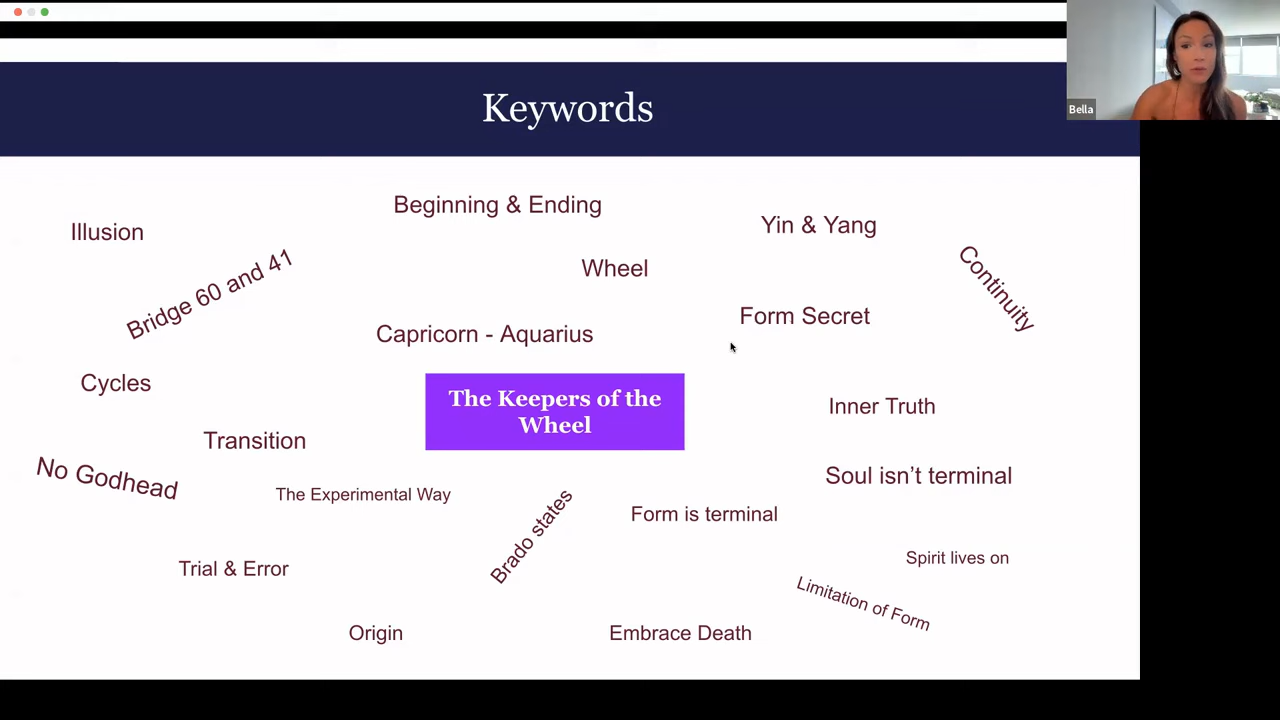 Bella
Keywords
Beginning & Ending
Yin & Yang
Illusion
Continuity
Bridge 60 and 41
Wheel
Form Secret
Capricorn - Aquarius
Cycles
The Keepers of the
Wheel
Inner Truth
Transition
No Godhead
Soul isn’t terminal
The Experimental Way
Brado states
Form is terminal
Spirit lives on
Trial & Error
Limitation of Form
Origin
Embrace Death